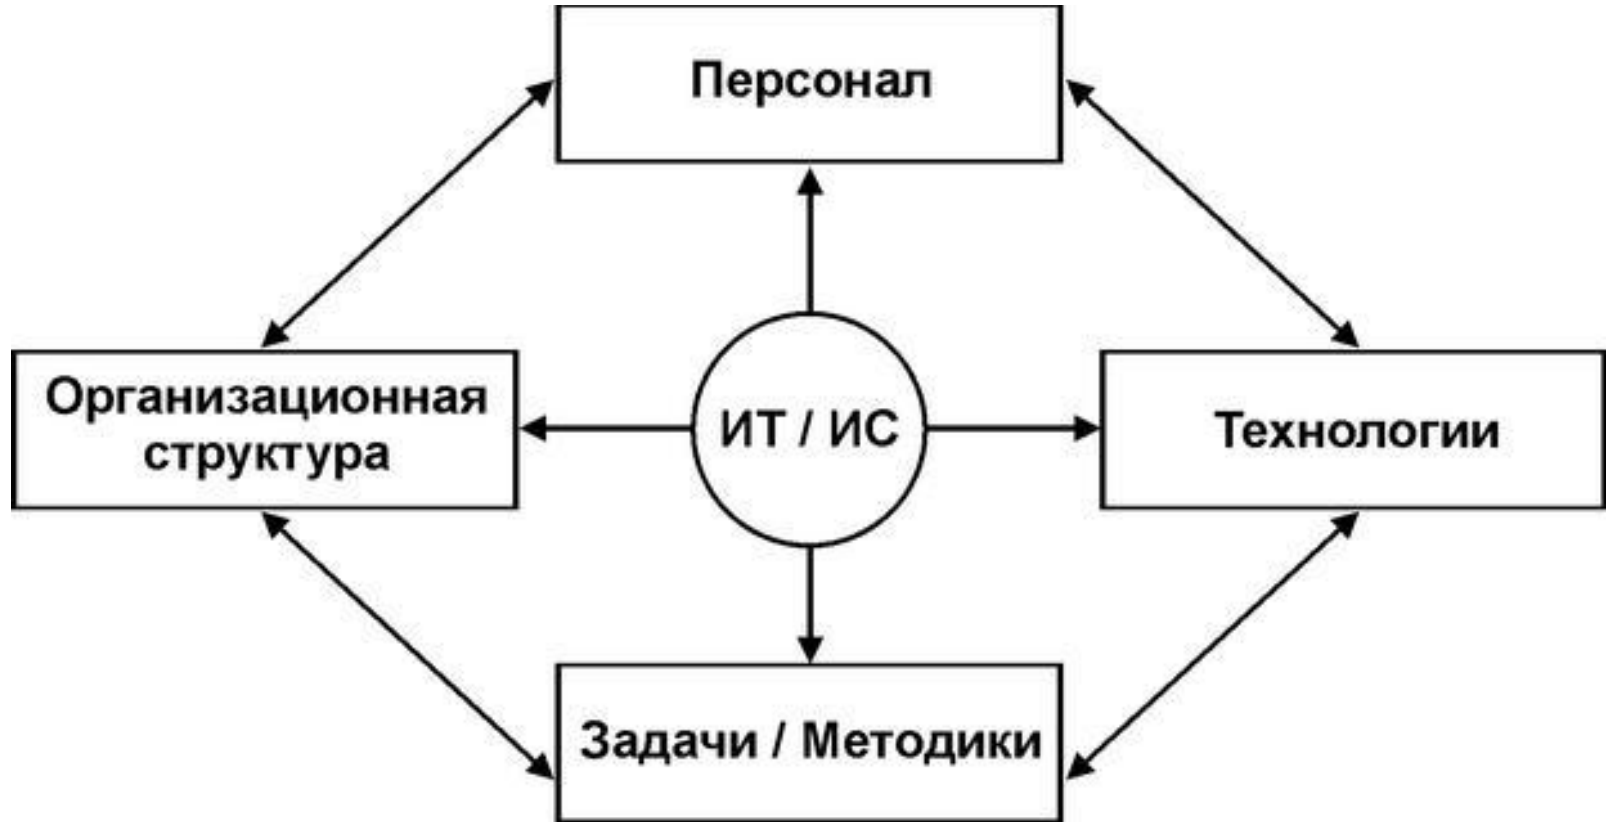 Персонал
Организационная
структура
ИТ / ИС
Технологии
Задачи / Методики